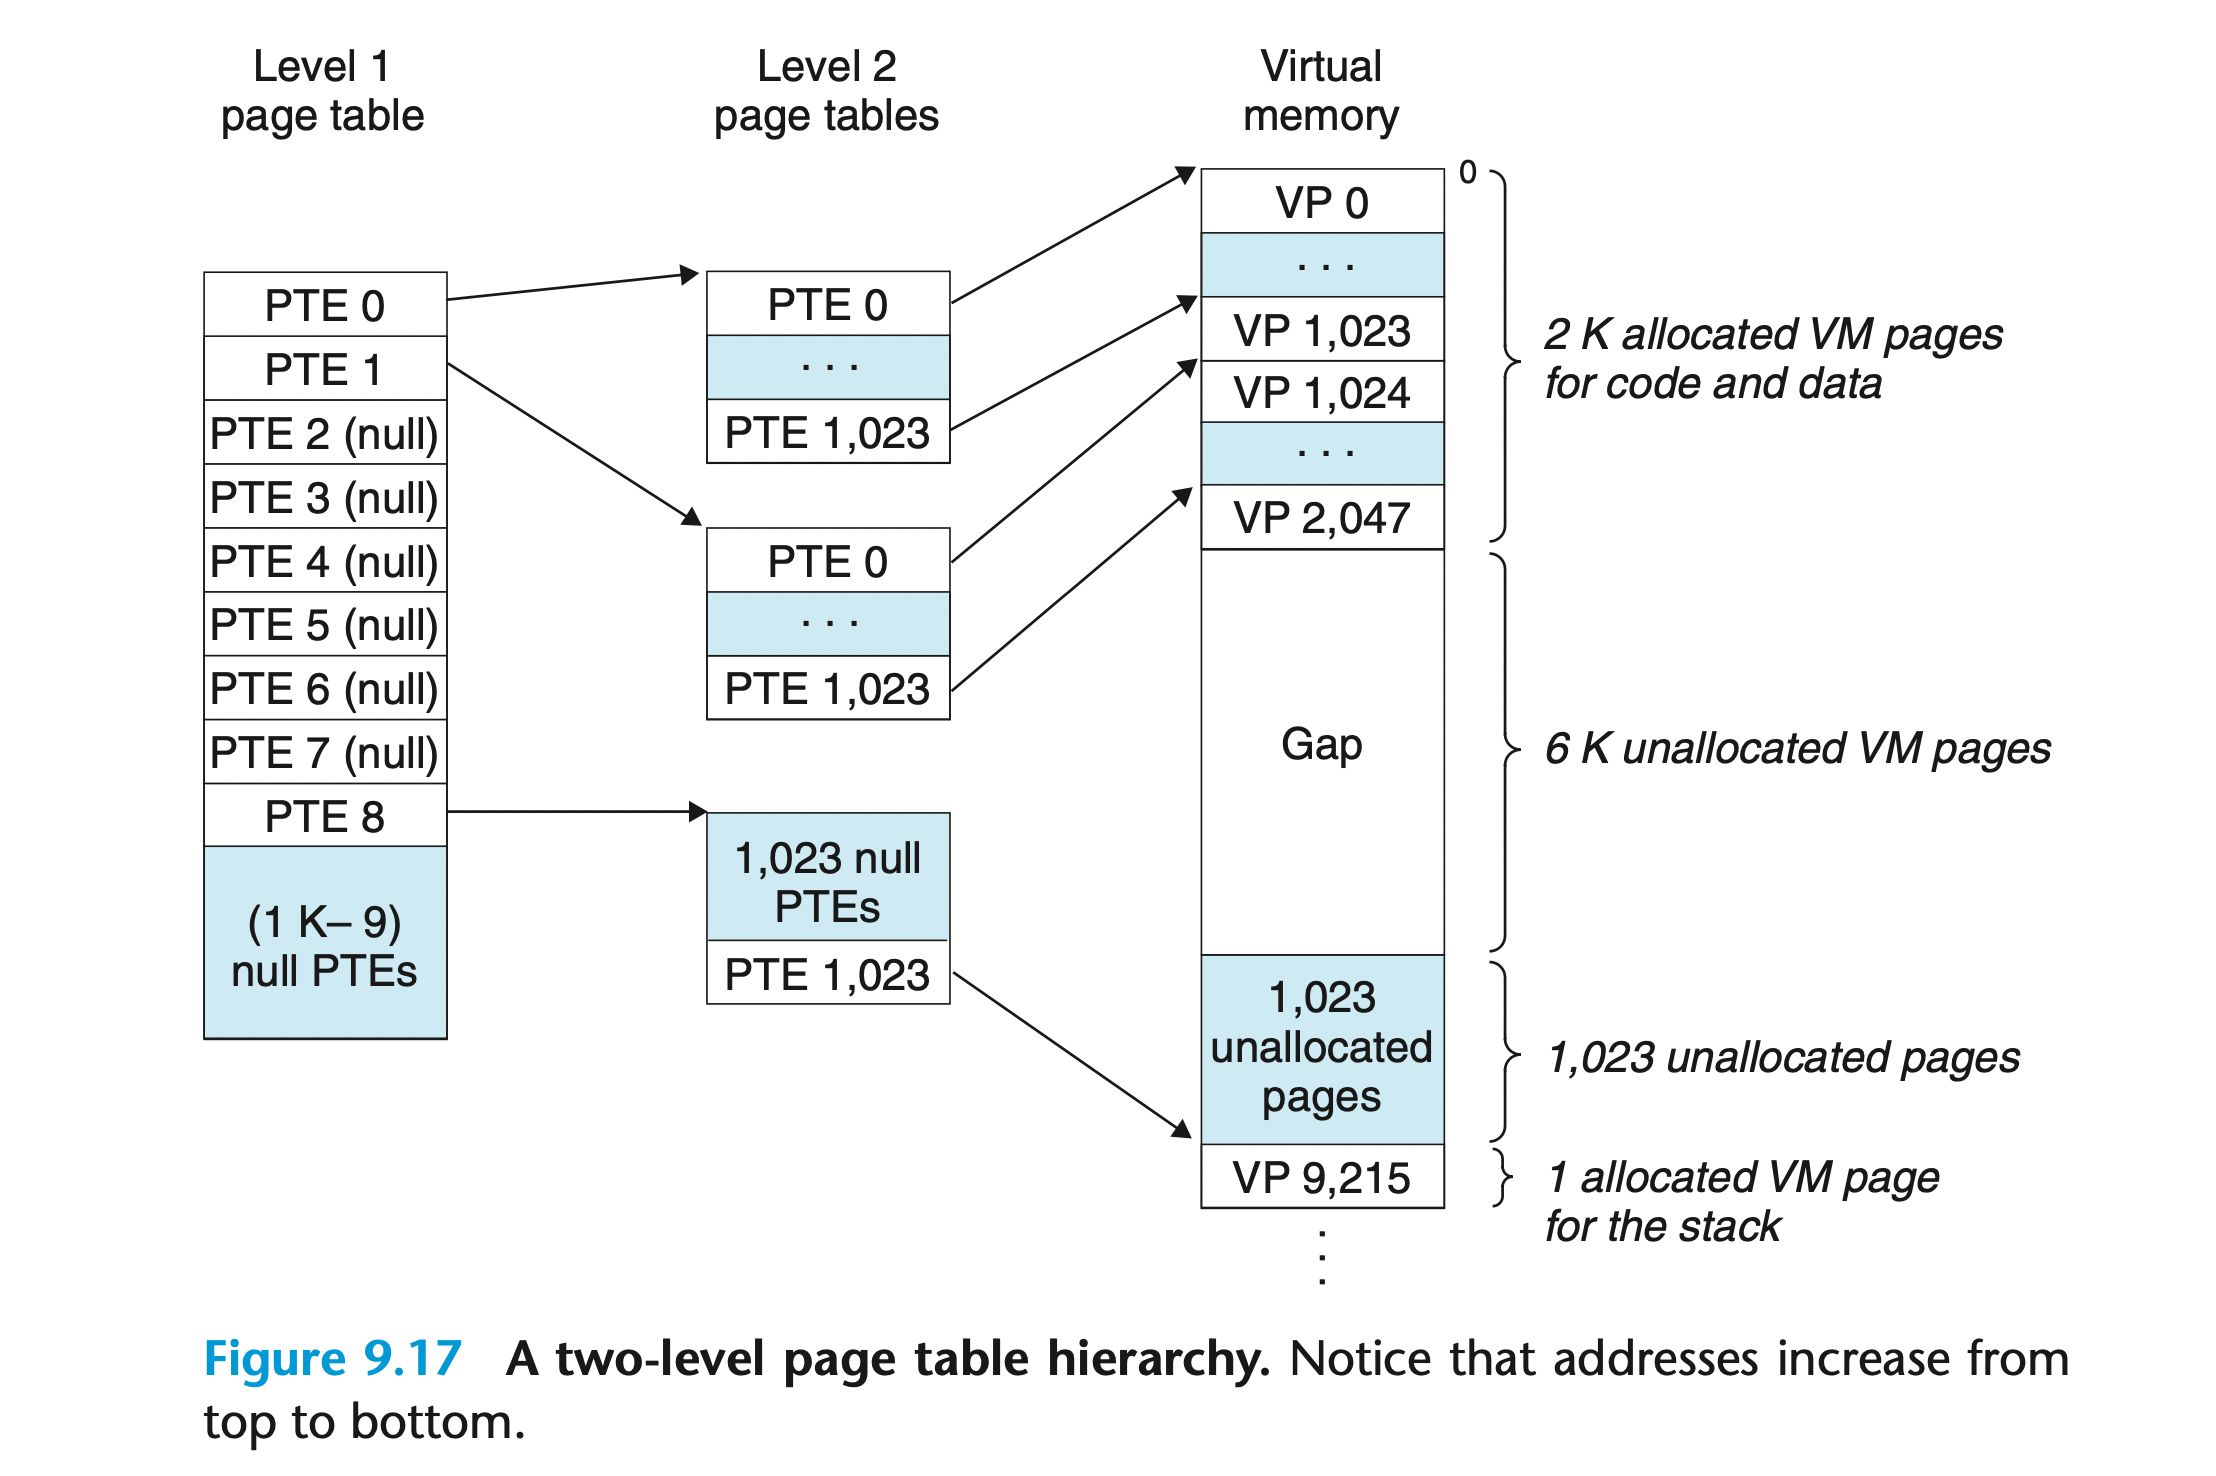 Level 1
page table
Level 2
page tables
Virtual
memory
PTE 0
PTE 1
PTE 2 (null)
PTE 3 (null)
PTE 4 (null)
PTE 5 (null)
PTE 6 (null)
PTE 7 (null)
PTE 8
(1 K– 9)
null PTEs
PTE 0
. . .
PTE 1,023
PTE 0
. . .
PTE 1,023
1,023 null
PTEs
PTE 1,023
0
VP 0
. . .
VP 1,023
VP 1,024
. . .
VP 2,047
Gap
1,023
unallocated
pages
VP 9,215
2 K allocated VM pages
for code and data
6 K unallocated VM pages
1,023 unallocated pages
1 allocated VM page
for the stack
Figure 9.17 A two-level page table hierarchy. Notice that addresses increase from
top to bottom.